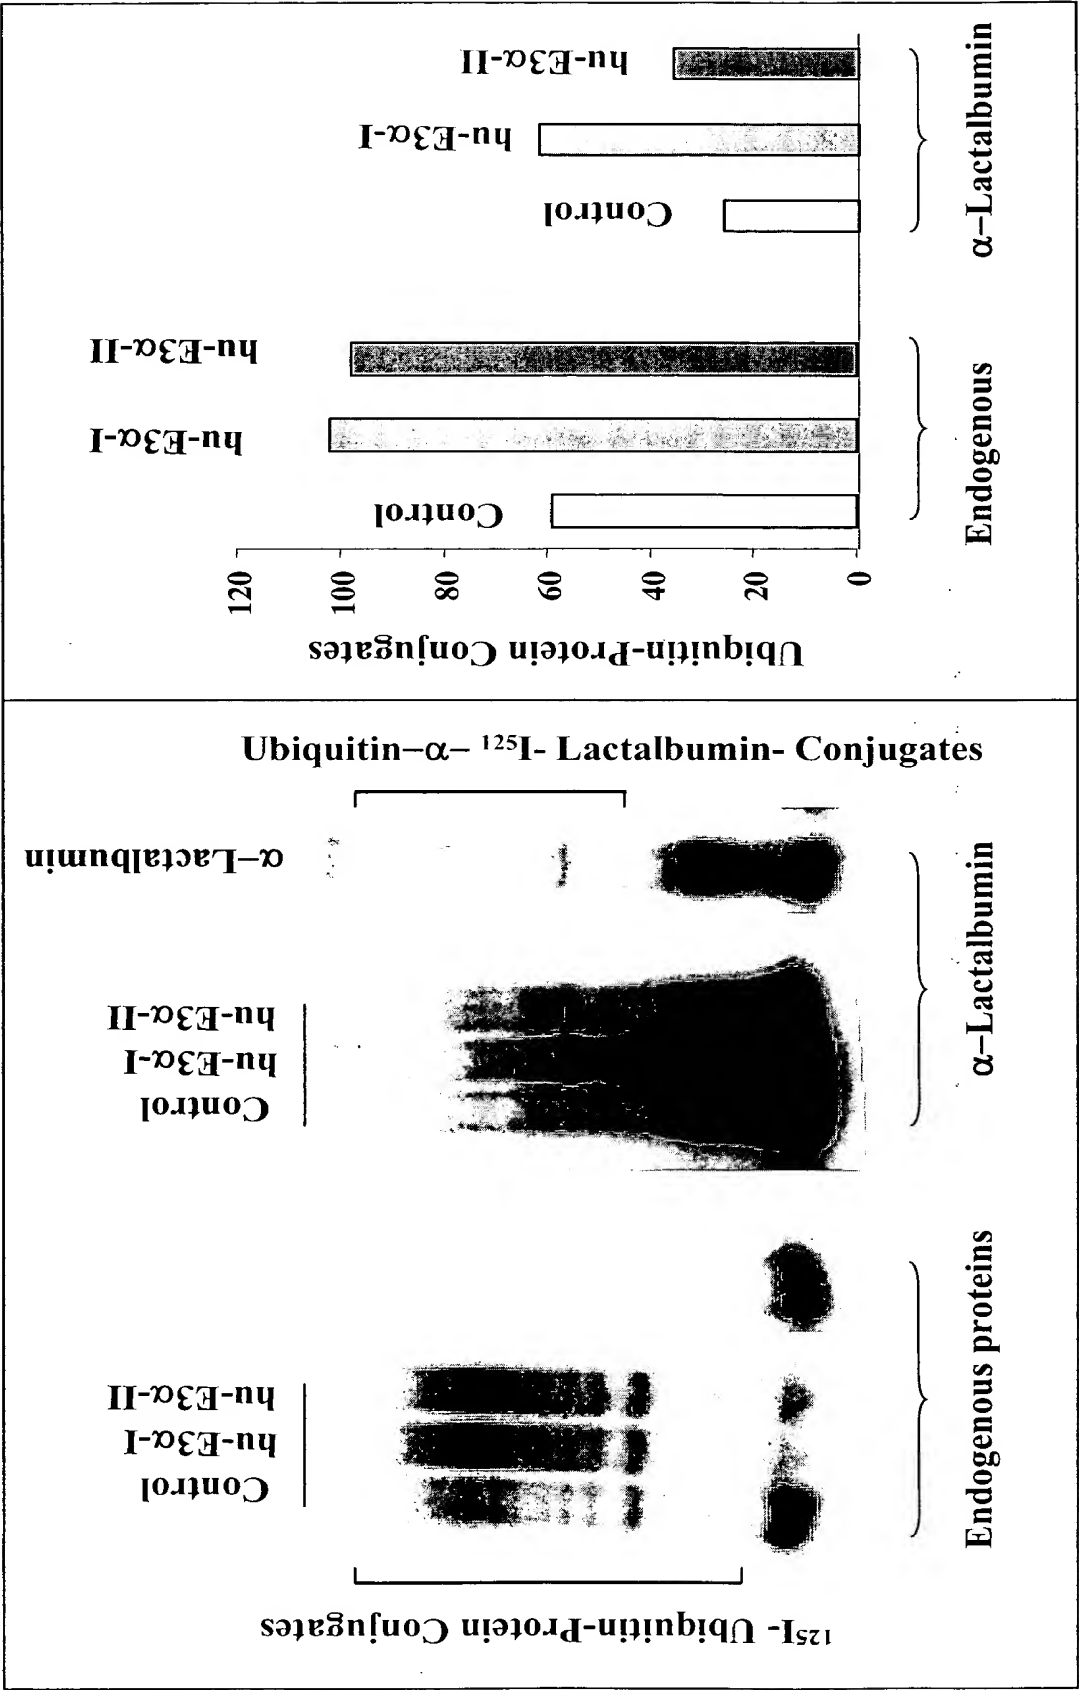 ¹²⁵I- Ubiquitin-Protein Conjugates
Control
hu-E3α-I
hu-E3α-II
Endogenous proteins
Control
hu-E3α-I
hu-E3α-II
α–Lactalbumin
α–Lactalbumin
Ubiquitin–α– ¹²⁵I- Lactalbumin- Conjugates
Ubiquitin-Protein Conjugates
120
100
80
60
40
20
0
Control
hu-E3α-I
hu-E3α-II
Endogenous
Control
hu-E3α-I
hu-E3α-II
α–Lactalbumin